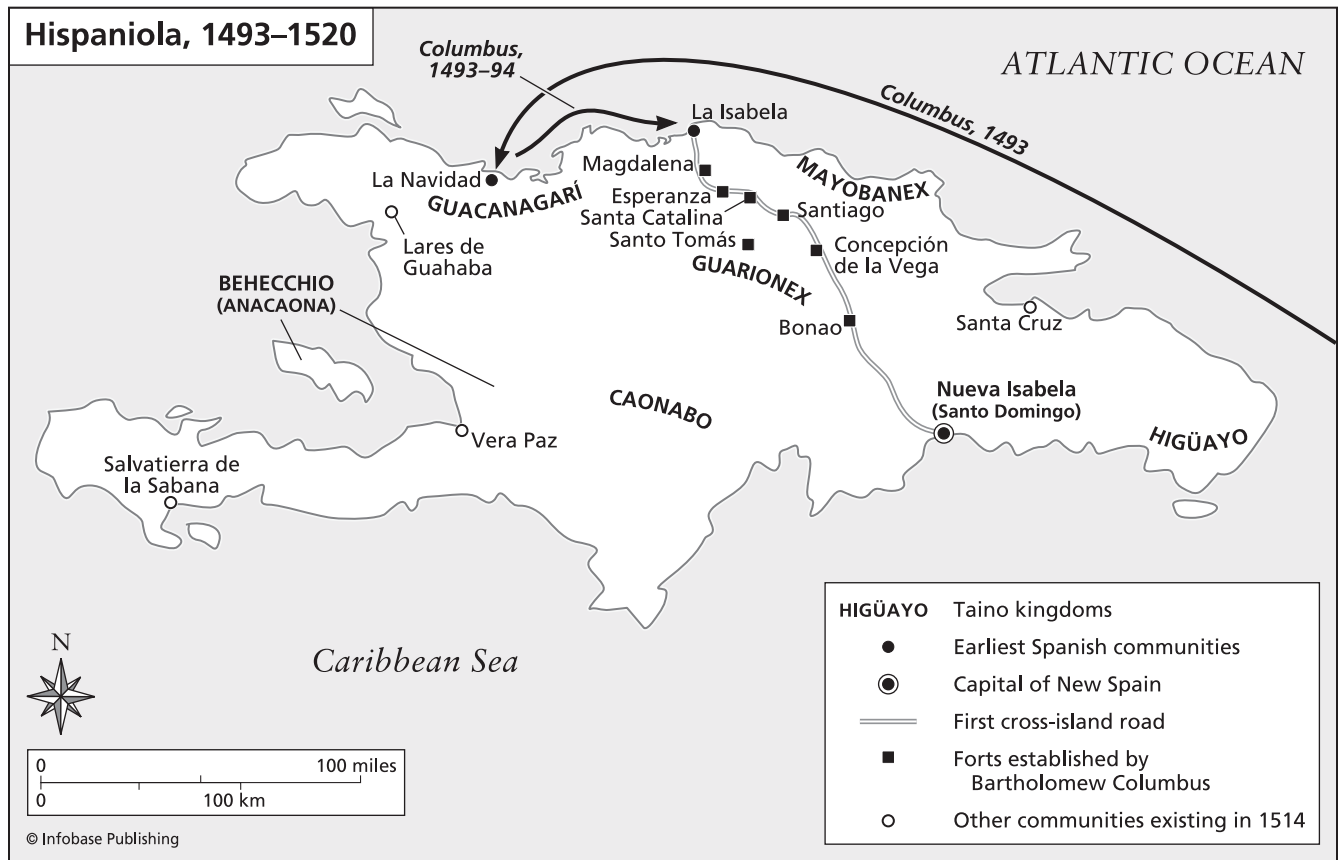 Hispaniola, 1493–1520
Columbus,
1493–94
ATLANTIC OCEAN
Columbus, 1493
La Isabela
Magdalena
MAYOBANEX
La Navidad
GUACANAGARÍ
Esperanza
Santa Catalina
Santiago
Santo Tomás
Lares de
Guahaba
GUARIONEX
Concepción
de la Vega
BEHECCHIO
(ANACAONA)
Bonao
Santa Cruz
CAONABO
Nueva Isabela
(Santo Domingo)
HIGÜAYO
Vera Paz
Salvatierra de
la Sabana
Caribbean Sea
N
0 100 miles
0 100 km
© Infobase Publishing
HIGÜAYO Taino kingdoms
Earliest Spanish communities
Capital of New Spain
First cross-island road
Forts established by
Bartholomew Columbus
Other communities existing in 1514